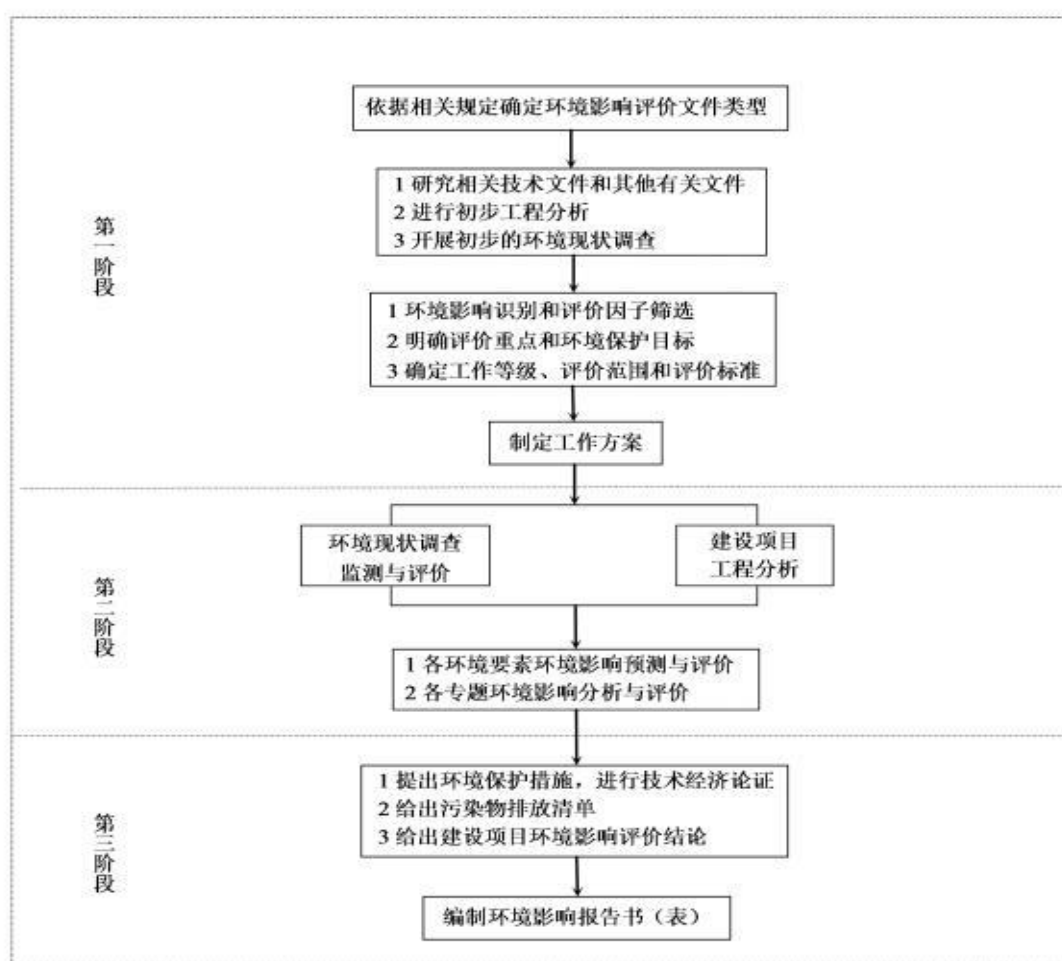 依据相关规定确定环境影响评价文件类型
1 研究相关技术文件和其他有关文件
2 进行初步工程分析
3 开展初步的环境现状调查
第一阶段
1 环境影响识别和评价因子筛选
2 明确评价重点和环境保护目标
3 确定工作等级、评价范围和评价标准
制定工作方案
环境现状调查
监测与评价
建设项目
工程分析
第二阶段
1 各环境要素环境影响预测与评价
2 各专题环境影响分析与评价
1 提出环境保护措施，进行技术经济论证
2 给出污染物排放清单
3 给出建设项目环境影响评价结论
第三阶段
编制环境影响报告书（表）